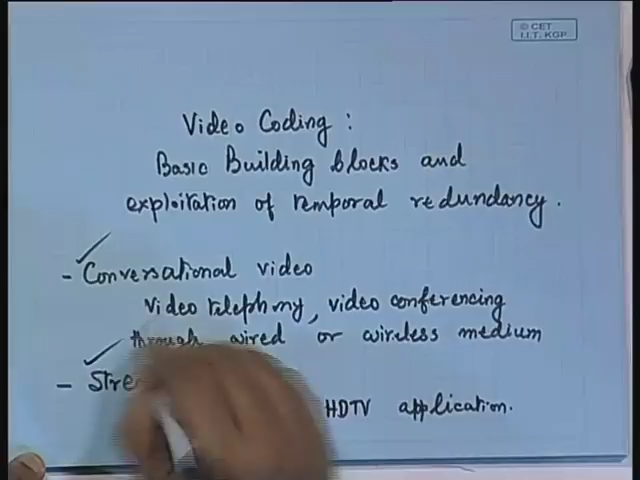 © CET
I.I.T. KGP
Video Coding :
Basic Building blocks and
exploitation of temporal redundancy.
- Conversational video
video telephony, video conferencing
through wired or wireless medium
- Stre
HDTV application.